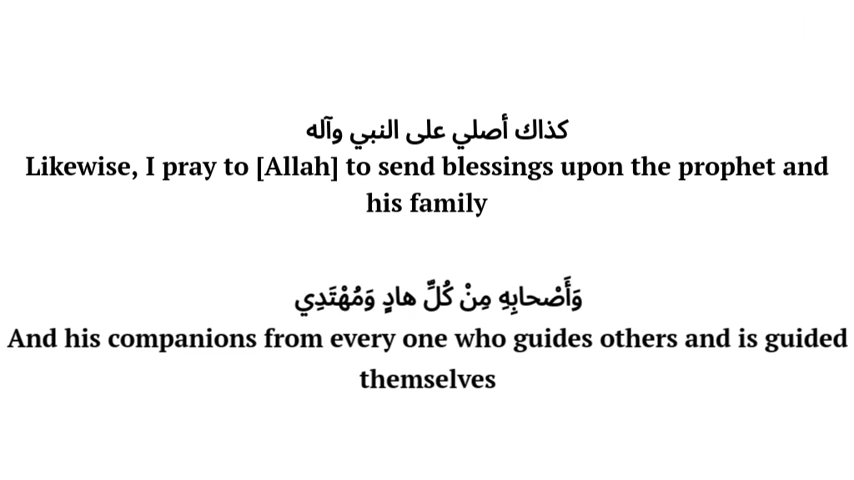 كذاك أصلي على النبي وآله
Likewise, I pray to [Allah] to send blessings upon the prophet and
his family
وَأَصْحابِهِ مِنْ كُلِّ هادٍ وَمُهْتَدِي
And his companions from every one who guides others and is guided
themselves